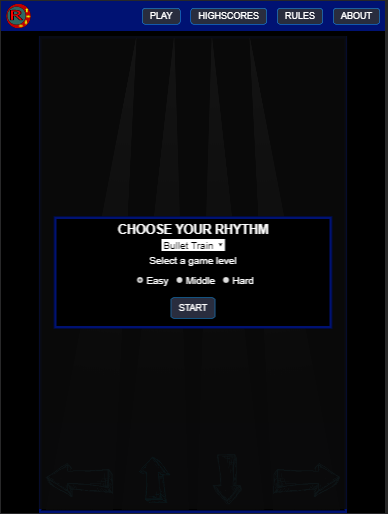 R
PLAY HIGHSCORES RULES ABOUT
CHOOSE YOUR RHYTHM
Bullet Train
Select a game level
Easy Middle Hard
START